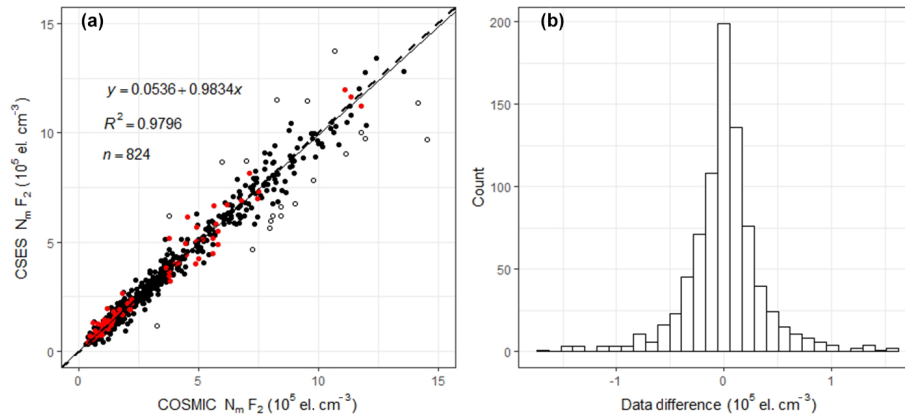 (a)
y=0.0536+0.9834x
R²=0.9796
n=824
15
10
5
0
CSES NₘF₂ (10⁵ el. cm⁻³)
0 5 10 15
COSMIC NₘF₂ (10⁵ el. cm⁻³)
(b)
200
150
100
50
0
Count
-1 0 1
Data difference (10⁵ el. cm⁻³)